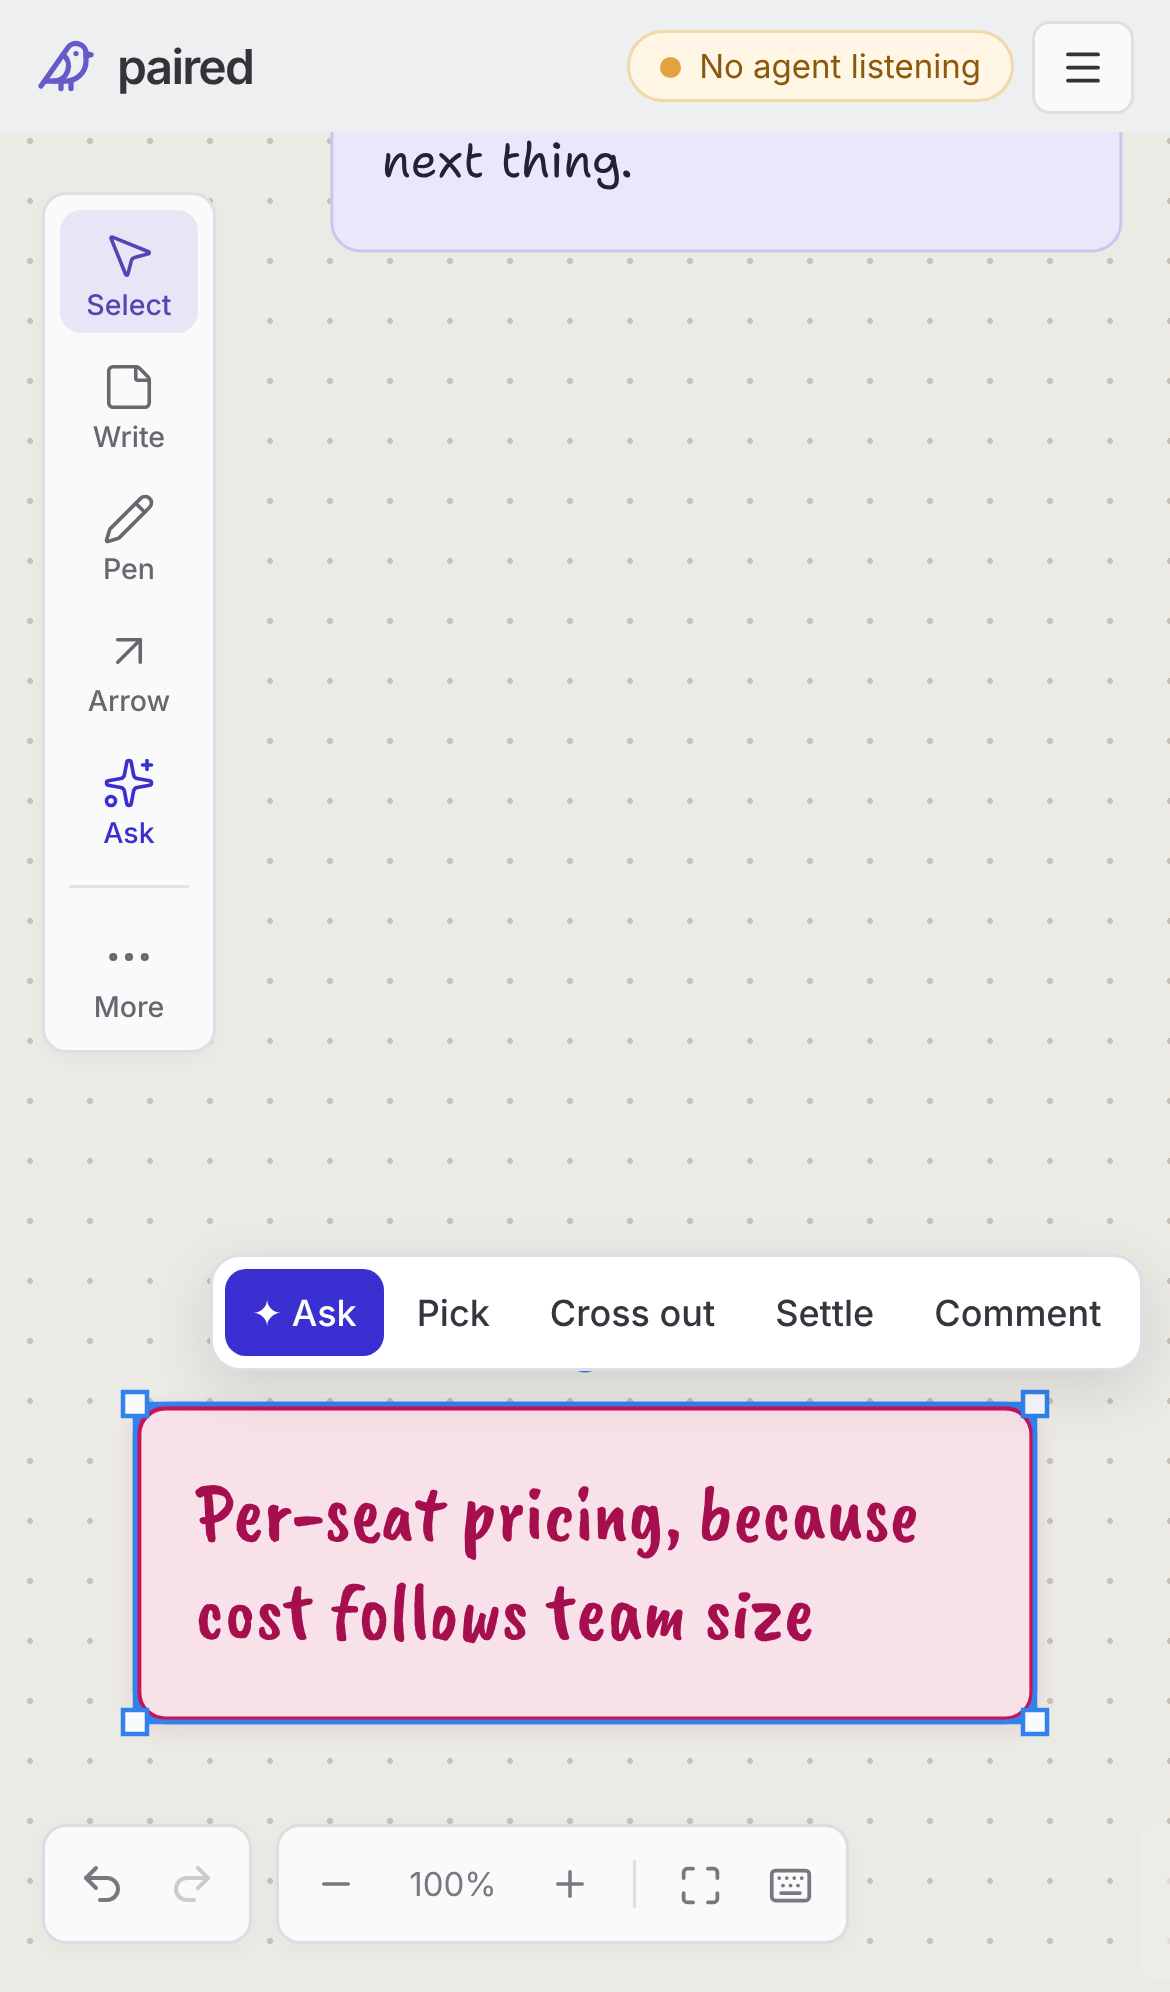 paired
No agent listening
next thing.
Select
Write
Pen
Arrow
Ask
More
✦ Ask Pick Cross out Settle Comment
Per-seat pricing, because
cost follows team size
100%